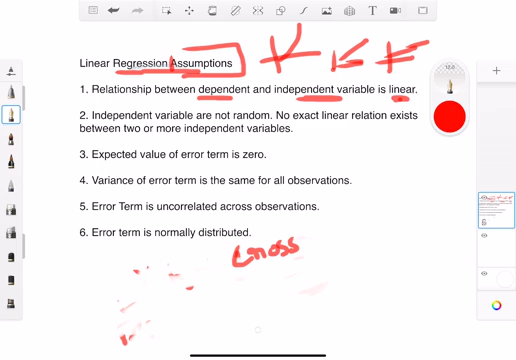 Linear Regression Assumptions
1. Relationship between dependent and independent variable is linear.
2. Independent variable are not random. No exact linear relation exists
between two or more independent variables.
3. Expected value of error term is zero.
4. Variance of error term is the same for all observations.
5. Error Term is uncorrelated across observations.
6. Error term is normally distributed.